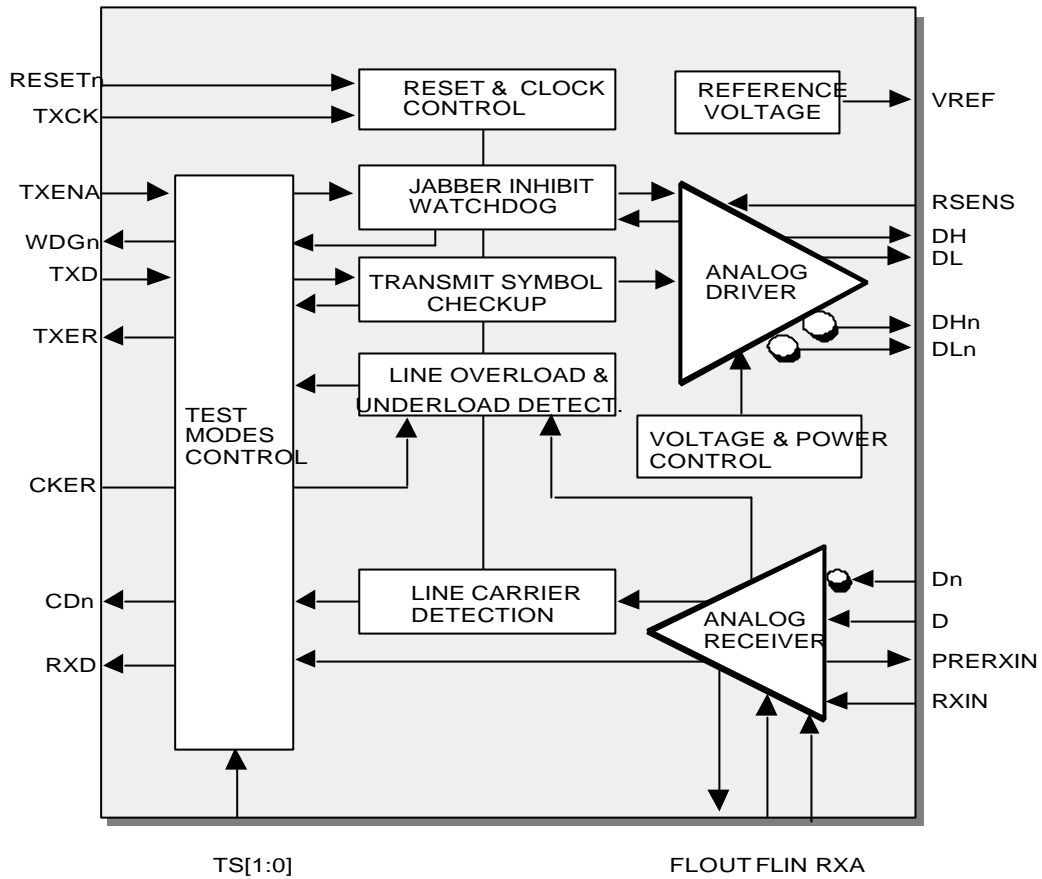 RESETn
TXCK
TXENA
WDGn
TXD
TXER
CKER
CDn
RXD
RESET & CLOCK
CONTROL
REFERENCE
VOLTAGE
JABBER INHIBIT
WATCHDOG
TRANSMIT SYMBOL
CHECKUP
LINE OVERLOAD &
UNDERLOAD DETECT.
TEST
MODES
CONTROL
LINE CARRIER
DETECTION
ANALOG
DRIVER
VOLTAGE & POWER
CONTROL
ANALOG
RECEIVER
VREF
RSENS
DH
DL
DHn
DLn
Dn
D
PRERXIN
RXIN
TS[1:0]
FLOUT FLIN RXA